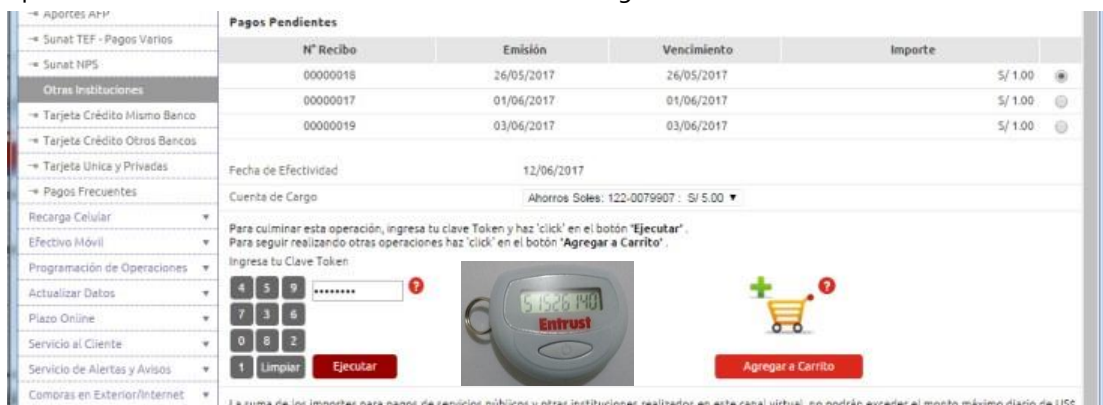 Aportes AFP
Pagos Pendientes
Sunat TEF - Pagos Varios
N° Recibo Emisión Vencimiento Importe
Sunat NPS
00000018 26/05/2017 26/05/2017 S/ 1.00
Otras Instituciones
00000017 01/06/2017 01/06/2017 S/ 1.00
Tarjeta Crédito Mismo Banco
00000019 03/06/2017 03/06/2017 S/ 1.00
Tarjeta Crédito Otros Bancos
Tarjeta Unica y Privadas
Fecha de Efectividad 12/06/2017
Pagos Frecuentes
Cuenta de Cargo Ahorros Soles: 122-0079907 : S/ 5.00
Recarga Celular
Para culminar esta operación, ingresa tu clave Token y haz 'click' en el botón 'Ejecutar' .
Efectivo Móvil
Para seguir realizando otras operaciones haz 'click' en el botón 'Agregar a Carrito' .
Programación de Operaciones
Ingresa tu Clave Token
Actualizar Datos
4 5 9
51526140
Plazo Online
7 3 6
Entrust
Servicio al Cliente
0 8 2
Servicio de Alertas y Avisos
1 Limpiar Ejecutar
Agregar a Carrito
Compras en Exterior/Internet
La suma de los importes para pagos de servicios públicos y otras instituciones realizados en este canal virtual, no podrán exceder el monto máximo diario de US$